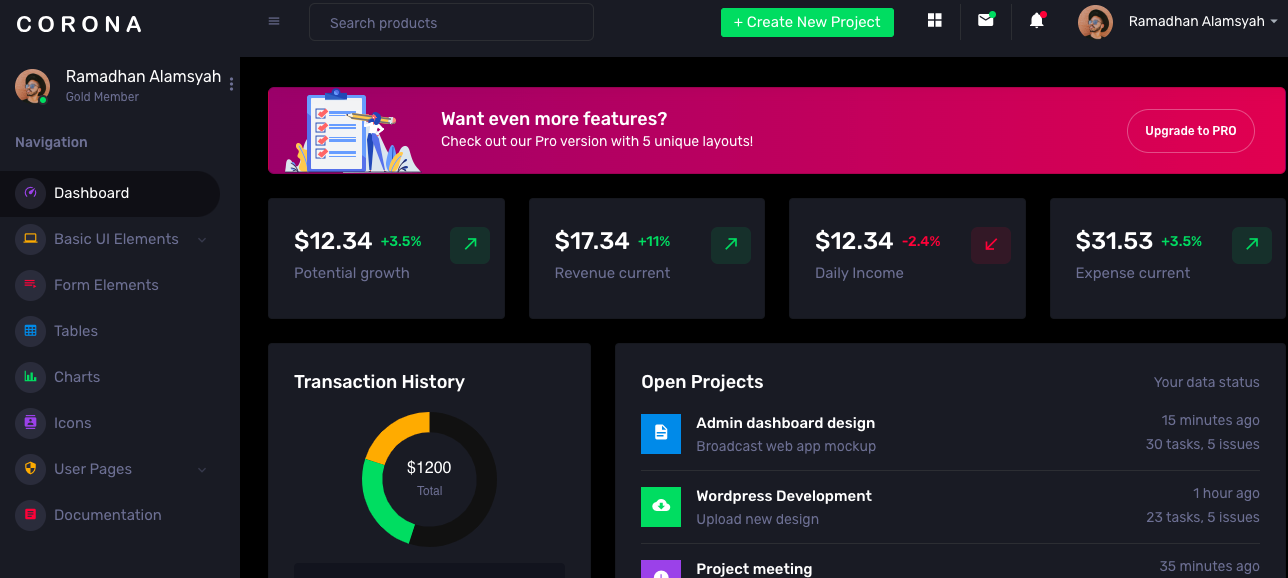 CORONA
Search products
+ Create New Project
Ramadhan Alamsyah
Ramadhan Alamsyah
Gold Member
Navigation
Dashboard
Basic UI Elements
Form Elements
Tables
Charts
Icons
User Pages
Documentation
Want even more features?
Check out our Pro version with 5 unique layouts!
Upgrade to PRO
$12.34 +3.5%
Potential growth
$17.34 +11%
Revenue current
$12.34 -2.4%
Daily Income
$31.53 +3.5%
Expense current
Transaction History
$1200
Total
Open Projects
Your data status
Admin dashboard design
15 minutes ago
Broadcast web app mockup
30 tasks, 5 issues
Wordpress Development
1 hour ago
Upload new design
23 tasks, 5 issues
Project meeting
35 minutes ago